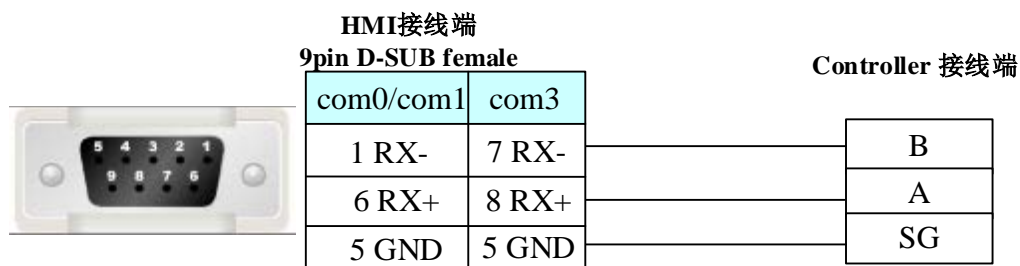 HMI接线端
9pin D-SUB female
Controller 接线端
com0/com1 com3
5 4 3 2 1
9 8 7 6
1 RX- 7 RX- B
6 RX+ 8 RX+ A
5 GND 5 GND SG